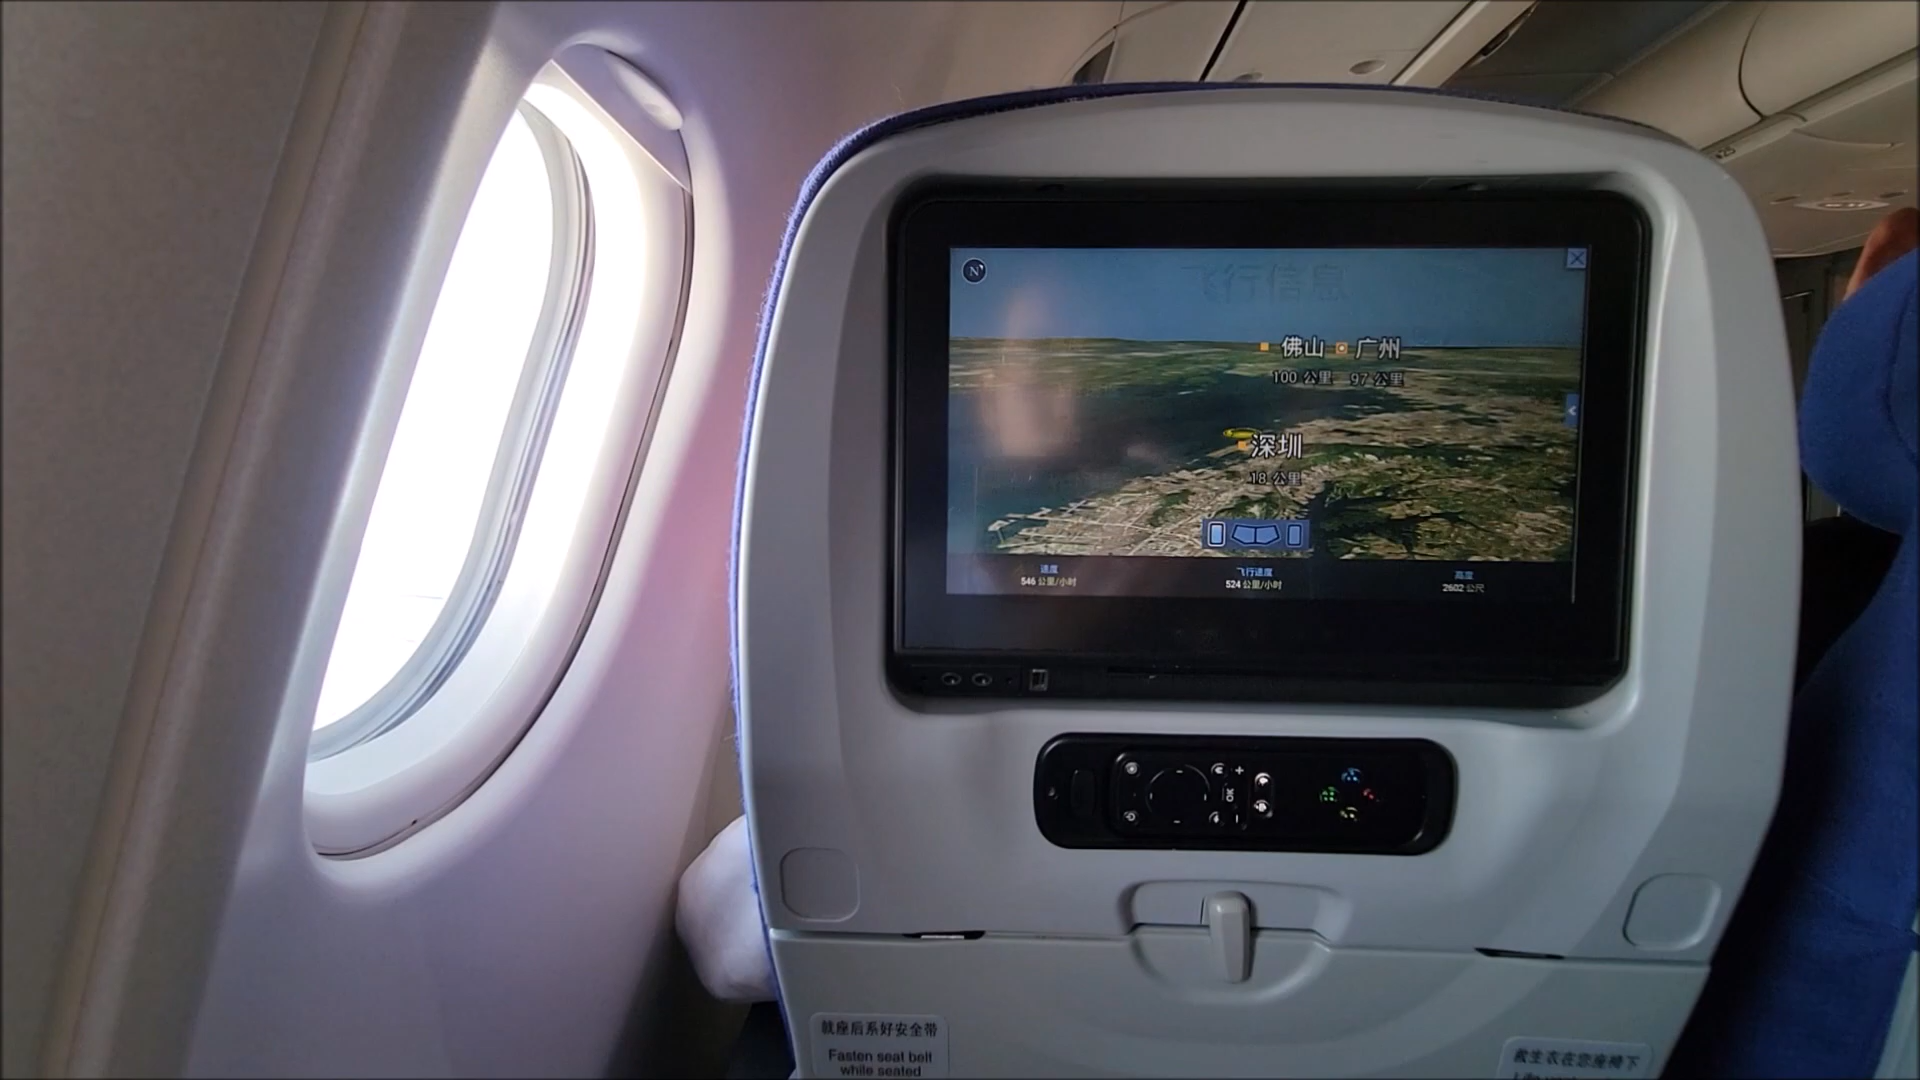 N
飞行信息
佛山 广州
100 公里 97 公里
深圳
18 公里
速度 飞行速度 高度
546 公里/小时 524 公里/小时 2602 公尺
OK
就座后系好安全带
Fasten seat belt
while seated
救生衣在您座椅下